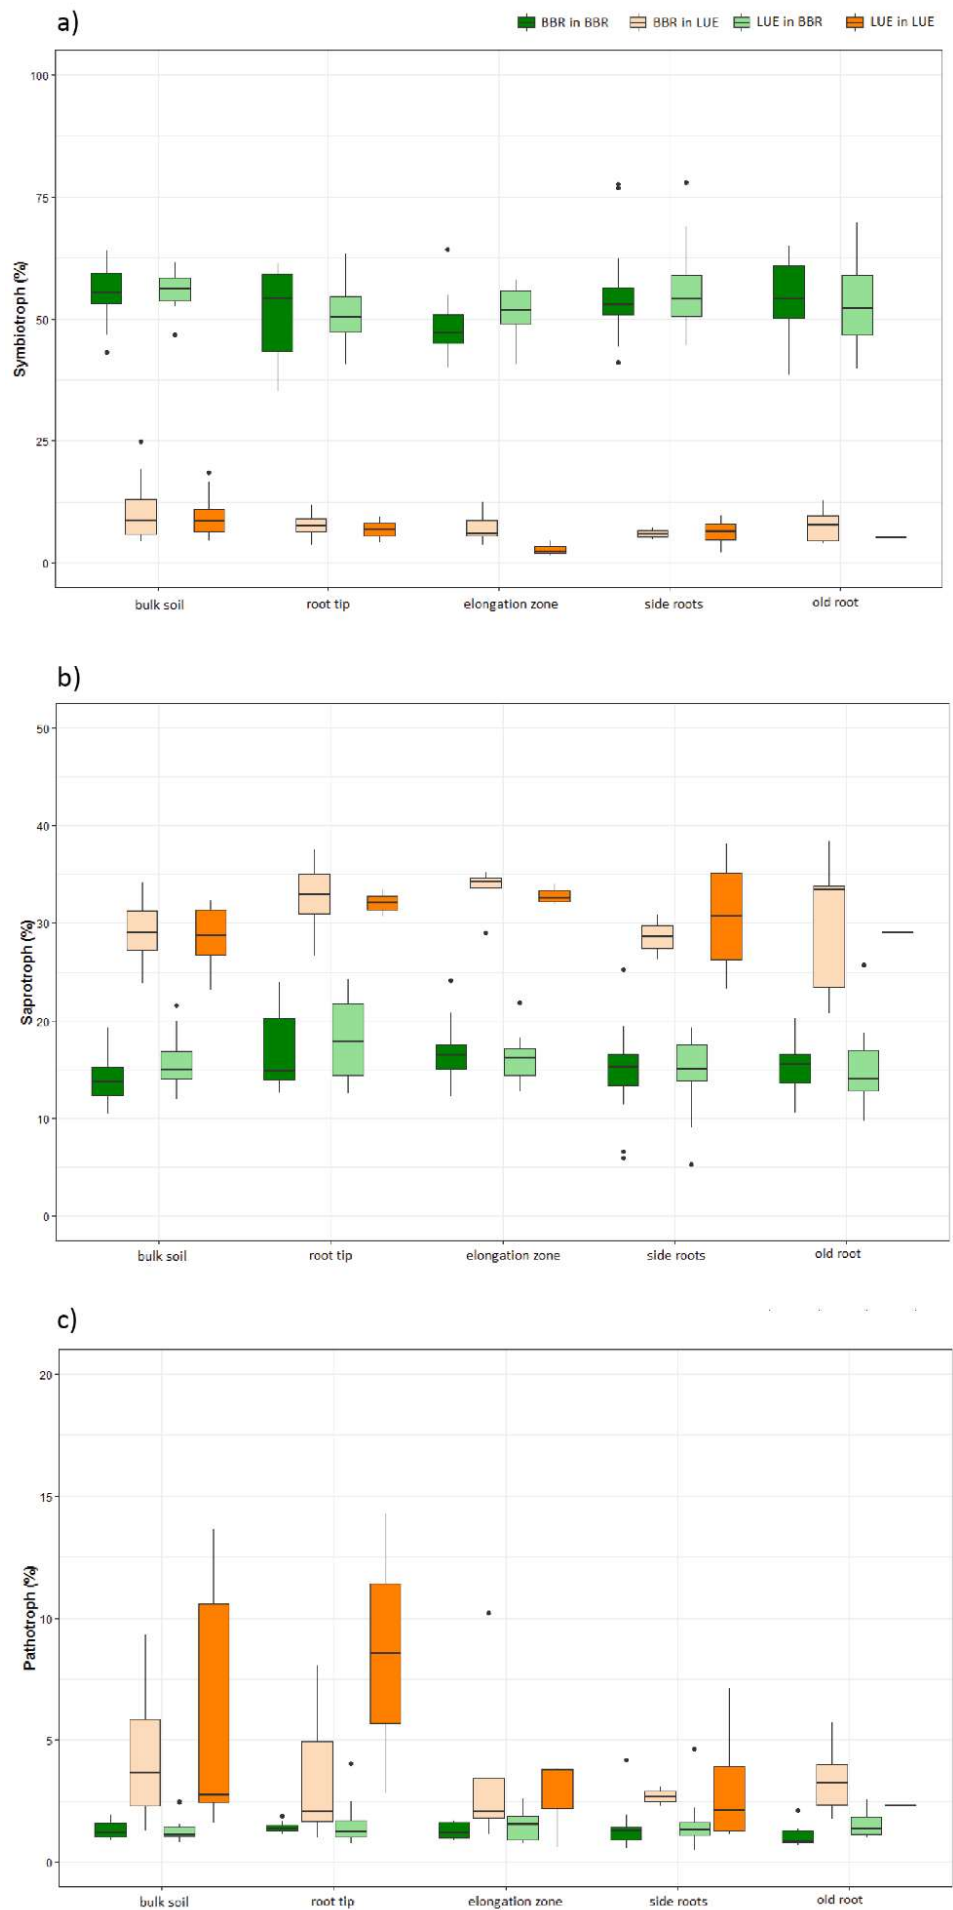 a)
BBR in BBR BBR in LUE LUE in BBR LUE in LUE
100
75
50
25
0
Symbiotroph (%)
bulk soil root tip elongation zone side roots old root
b)
50
40
30
20
10
0
Saprotroph (%)
bulk soil root tip elongation zone side roots old root
c)
20
15
10
5
0
Pathotroph (%)
bulk soil root tip elongation zone side roots old root